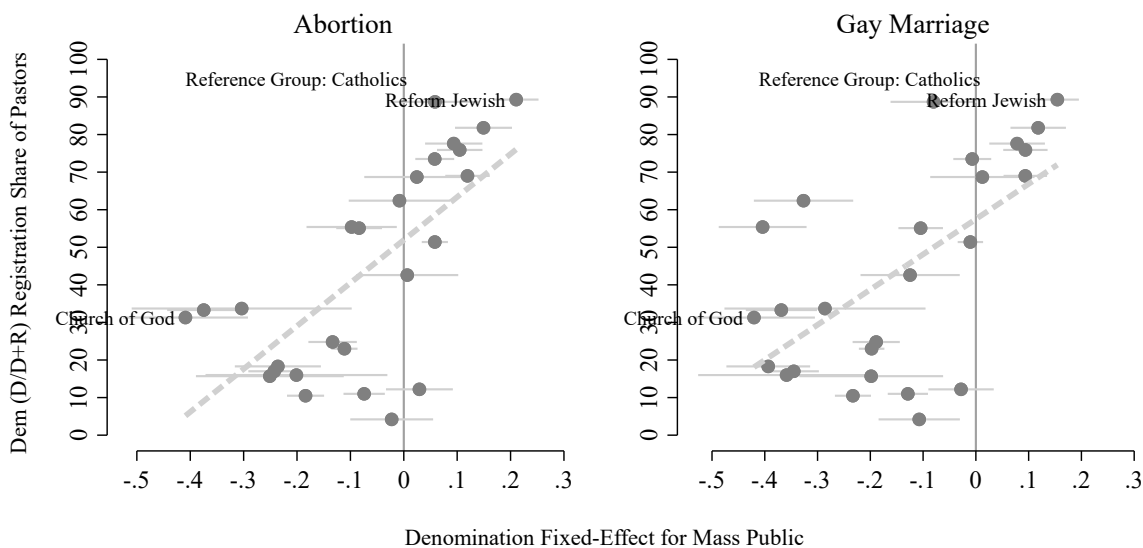 Abortion
Gay Marriage
Dem (D/D+R) Registration Share of Pastors
100
90
80
70
60
50
40
30
20
10
0
Reference Group: Catholics
Reform Jewish
Church of God
-.5 -.4 -.3 -.2 -.1 0 .1 .2 .3
100
90
80
70
60
50
40
30
20
10
0
Reference Group: Catholics
Reform Jewish
Church of God
-.5 -.4 -.3 -.2 -.1 0 .1 .2 .3
Denomination Fixed-Effect for Mass Public